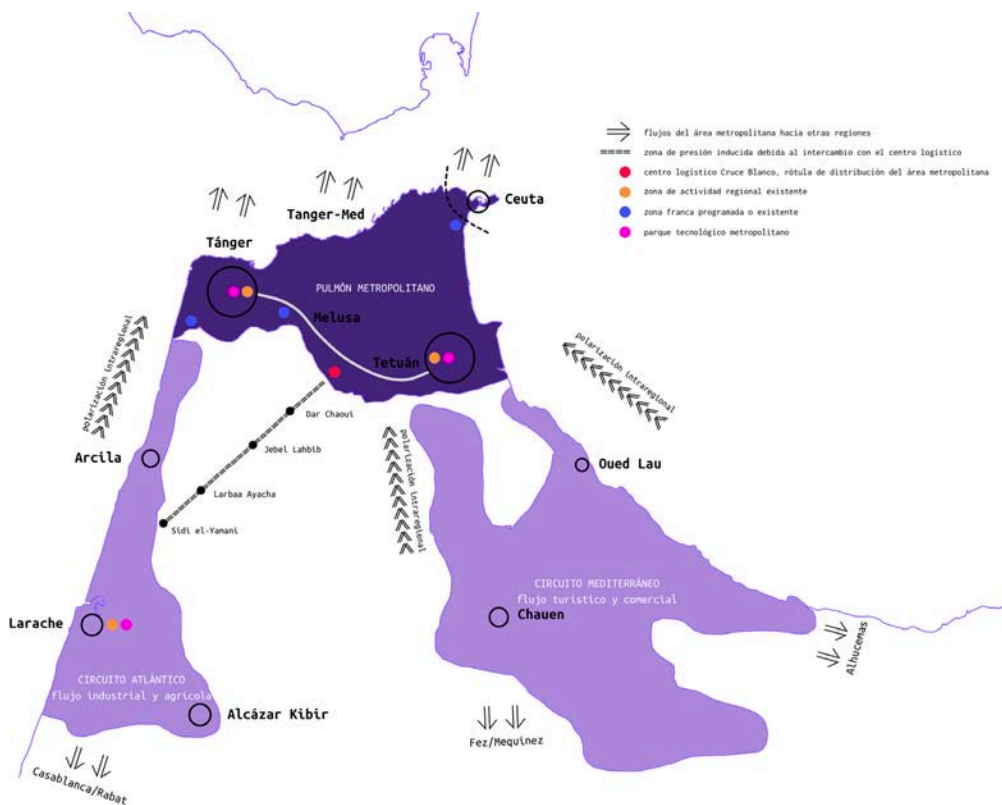 flujos del área metropolitana hacia otras regiones
zona de presión inducida debida al intercambio con el centro logístico
centro logístico Cruce Blanco, rótula de distribución del área metropolitana
zona de actividad regional existente
zona franca programada o existente
parque tecnológico metropolitano
Ceuta
Tanger-Med
Tánger
PULMÓN METROPOLITANO
Melusa
Tetuán
polarización intraregional
polarización intraregional
polarización intraregional
Dar Chaoui
Jebel Lahbib
Larbaa Ayacha
Sidi el-Yamani
Arcila
Oued Lau
CIRCUITO MEDITERRÁNEO
flujo turístico y comercial
Chauen
Larache
CIRCUITO ATLÁNTICO
flujo industrial y agrícola
Alcázar Kibir
Alhucemas
Fez/Mequínez
Casablanca/Rabat